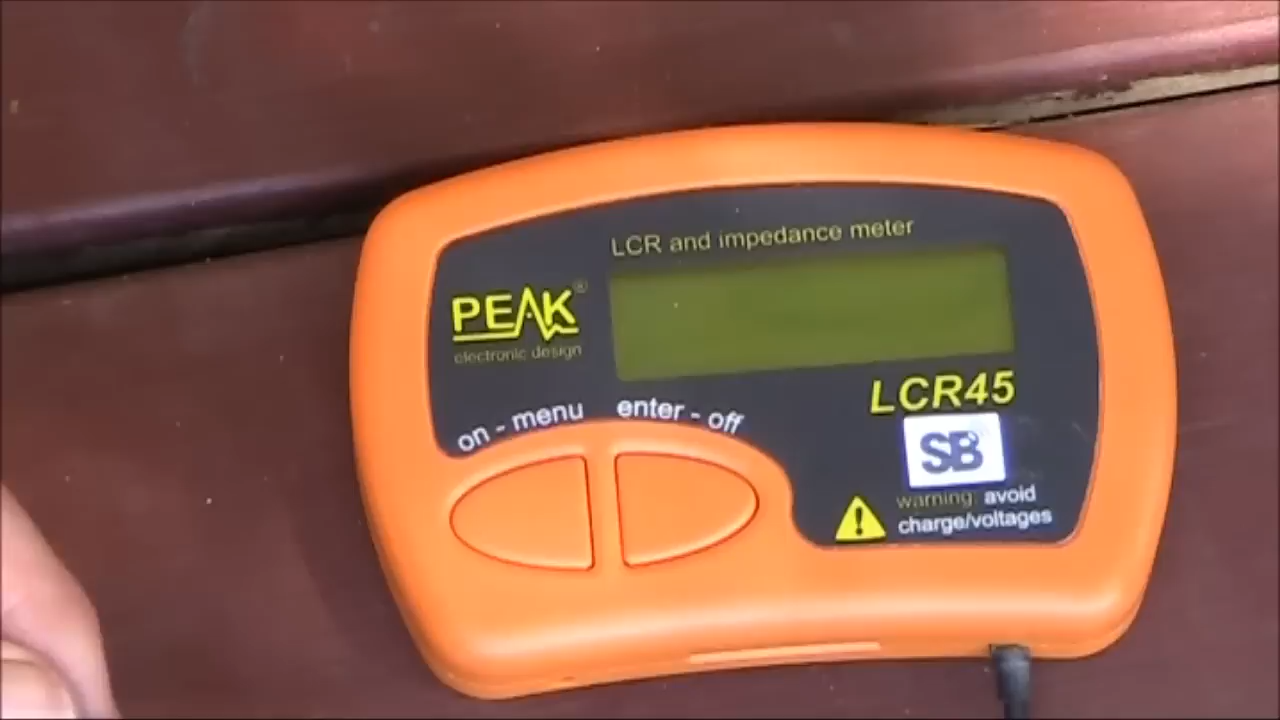 LCR and impedance meter
PEAK®
electronic design
LCR45
on - menu enter - off
SB
warning: avoid
charge/voltages